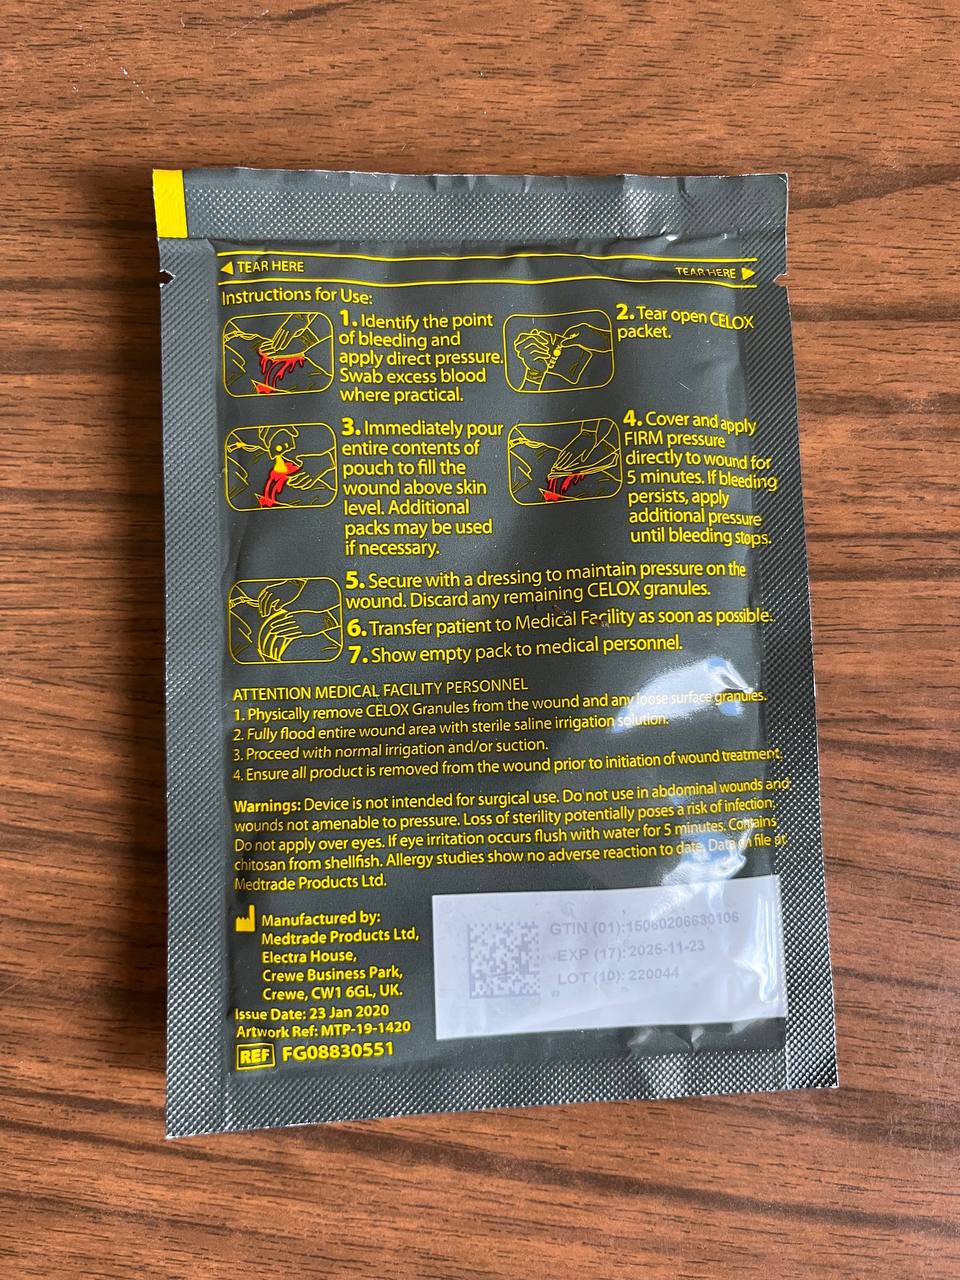 TEAR HERE
TEAR HERE
Instructions for Use:
1. Identify the point
of bleeding and
apply direct pressure.
Swab excess blood
where practical.
2. Tear open CELOX
packet.
3. Immediately pour
entire contents of
pouch to fill the
wound above skin
level. Additional
packs may be used
if necessary.
4. Cover and apply
FIRM pressure
directly to wound for
5 minutes. If bleeding
persists, apply
additional pressure
until bleeding stops.
5. Secure with a dressing to maintain pressure on the
wound. Discard any remaining CELOX granules.
6. Transfer patient to Medical Facility as soon as possible.
7. Show empty pack to medical personnel.
ATTENTION MEDICAL FACILITY PERSONNEL
1. Physically remove CELOX Granules from the wound and any loose surface granules.
2. Fully flood entire wound area with sterile saline irrigation solution.
3. Proceed with normal irrigation and/or suction.
4. Ensure all product is removed from the wound prior to initiation of wound treatment.
Warnings: Device is not intended for surgical use. Do not use in abdominal wounds and
wounds not amenable to pressure. Loss of sterility potentially poses a risk of infection.
Do not apply over eyes. If eye irritation occurs flush with water for 5 minutes. Contains
chitosan from shellfish. Allergy studies show no adverse reaction to date. Data on file at
Medtrade Products Ltd.
Manufactured by:
Medtrade Products Ltd,
Electra House,
Crewe Business Park,
Crewe, CW1 6GL, UK.
Issue Date: 23 Jan 2020
Artwork Ref: MTP-19-1420
REF FG08830551
GTIN (01):15060206630106
EXP (17): 2025-11-23
LOT (10): 220044